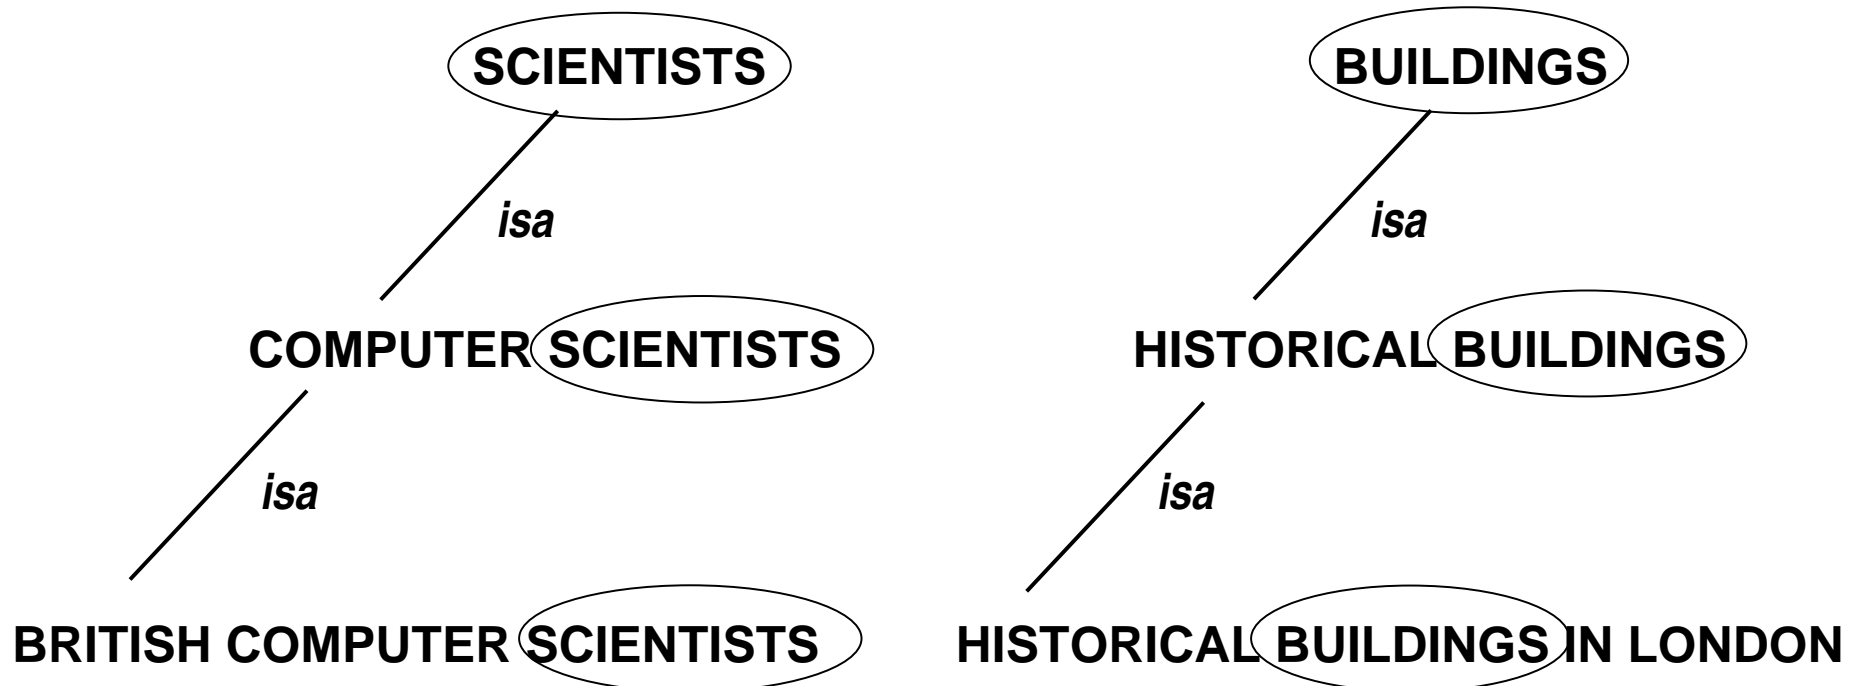 SCIENTISTS
BUILDINGS
isa
isa
COMPUTER SCIENTISTS
HISTORICAL BUILDINGS
isa
isa
BRITISH COMPUTER SCIENTISTS
HISTORICAL BUILDINGS IN LONDON